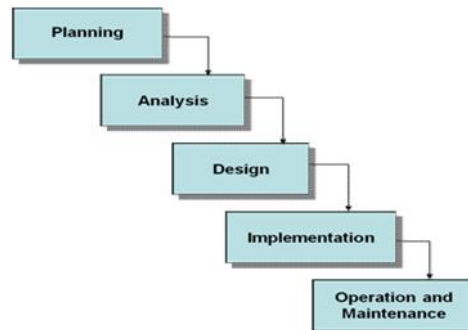 Planning
Analysis
Design
Implementation
Operation and
Maintenance